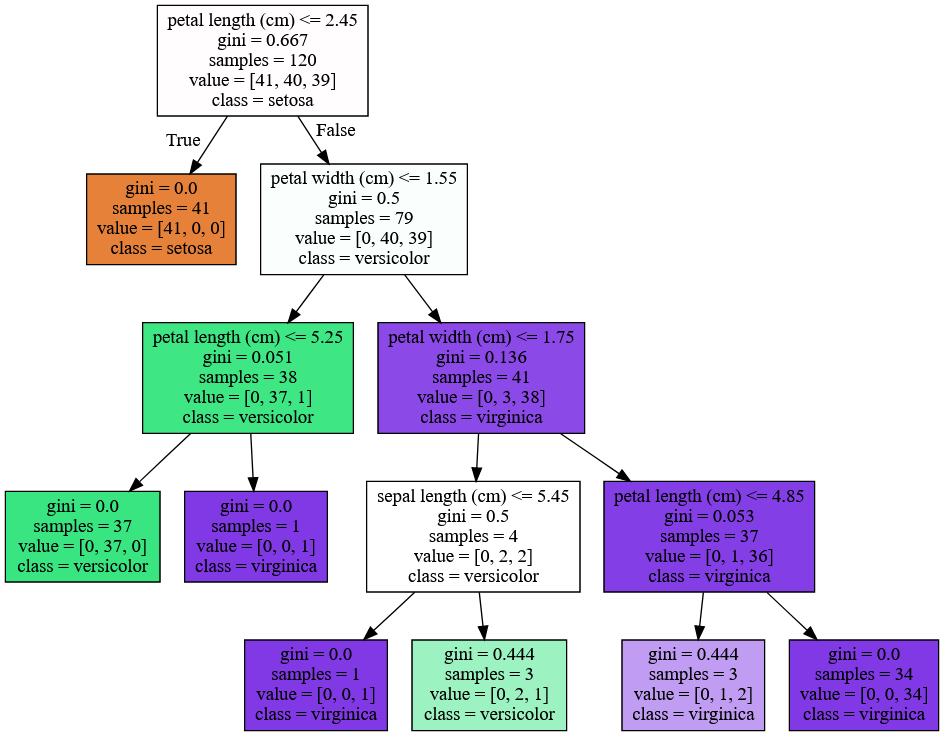 petal length (cm) <= 2.45
gini = 0.667
samples = 120
value = [41, 40, 39]
class = setosa
True
False
gini = 0.0
samples = 41
value = [41, 0, 0]
class = setosa
petal width (cm) <= 1.55
gini = 0.5
samples = 79
value = [0, 40, 39]
class = versicolor
petal length (cm) <= 5.25
gini = 0.051
samples = 38
value = [0, 37, 1]
class = versicolor
petal width (cm) <= 1.75
gini = 0.136
samples = 41
value = [0, 3, 38]
class = virginica
gini = 0.0
samples = 37
value = [0, 37, 0]
class = versicolor
gini = 0.0
samples = 1
value = [0, 0, 1]
class = virginica
sepal length (cm) <= 5.45
gini = 0.5
samples = 4
value = [0, 2, 2]
class = versicolor
petal length (cm) <= 4.85
gini = 0.053
samples = 37
value = [0, 1, 36]
class = virginica
gini = 0.0
samples = 1
value = [0, 0, 1]
class = virginica
gini = 0.444
samples = 3
value = [0, 2, 1]
class = versicolor
gini = 0.444
samples = 3
value = [0, 1, 2]
class = virginica
gini = 0.0
samples = 34
value = [0, 0, 34]
class = virginica